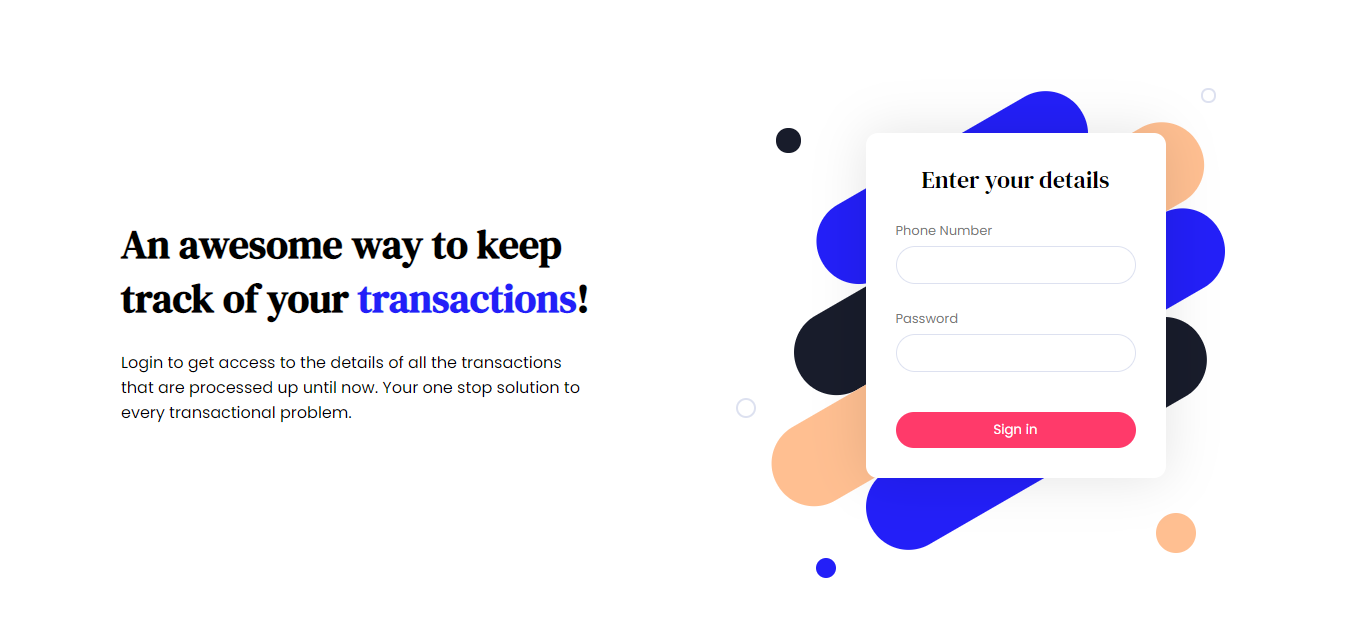 An awesome way to keep
track of your transactions!
Login to get access to the details of all the transactions
that are processed up until now. Your one stop solution to
every transactional problem.
Enter your details
Phone Number
Password
Sign in